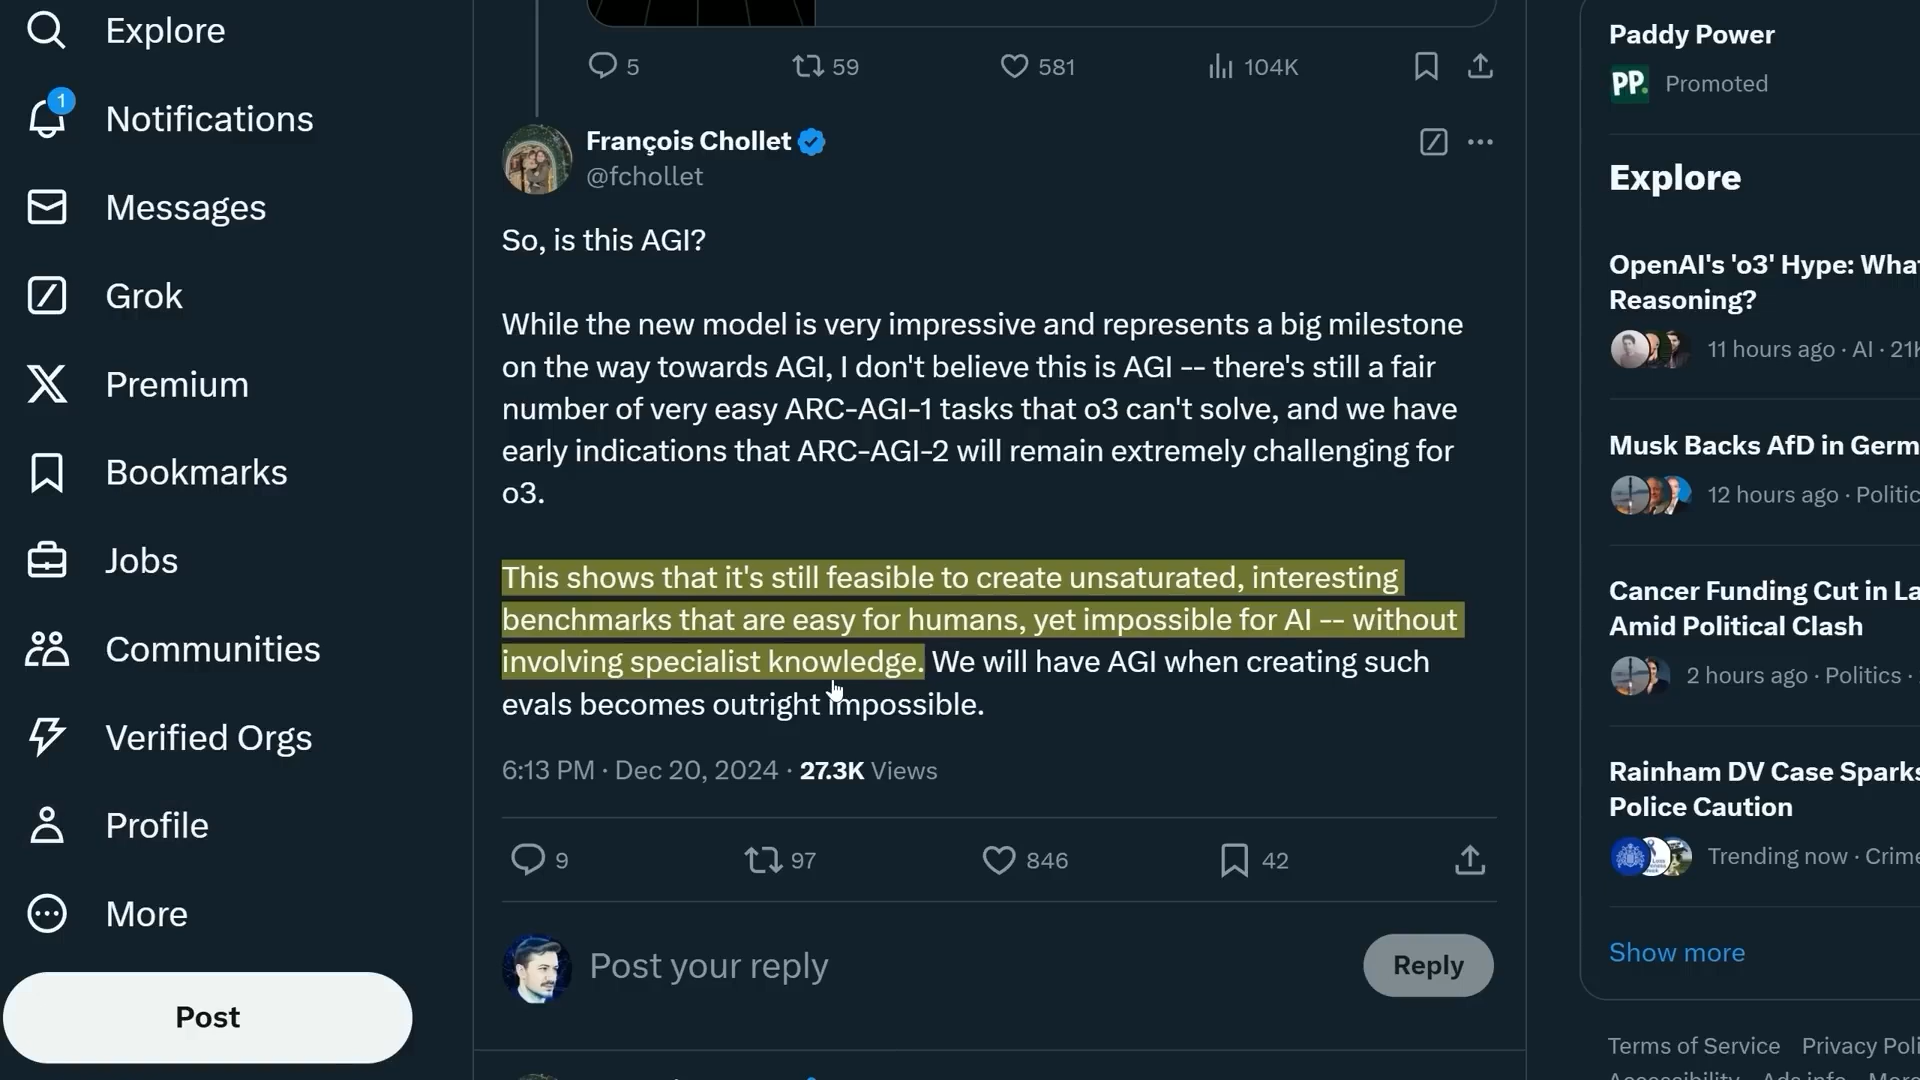 Explore
1
Notifications
Messages
Grok
Premium
Bookmarks
Jobs
Communities
Verified Orgs
Profile
More
Post
5 59 581 104K
François Chollet
@fchollet
So, is this AGI?
While the new model is very impressive and represents a big milestone
on the way towards AGI, I don't believe this is AGI -- there's still a fair
number of very easy ARC-AGI-1 tasks that o3 can't solve, and we have
early indications that ARC-AGI-2 will remain extremely challenging for
o3.
This shows that it's still feasible to create unsaturated, interesting
benchmarks that are easy for humans, yet impossible for AI -- without
involving specialist knowledge. We will have AGI when creating such
evals becomes outright impossible.
6:13 PM · Dec 20, 2024 · 27.3K Views
9 97 846 42
Post your reply
Reply
Paddy Power
PP.
Promoted
Explore
OpenAI's 'o3' Hype: What
Reasoning?
11 hours ago · AI · 21K
Musk Backs AfD in Germ
12 hours ago · Politic
Cancer Funding Cut in La
Amid Political Clash
2 hours ago · Politics ·
Rainham DV Case Sparks
Police Caution
Trending now · Crime
Show more
Terms of Service Privacy Poli